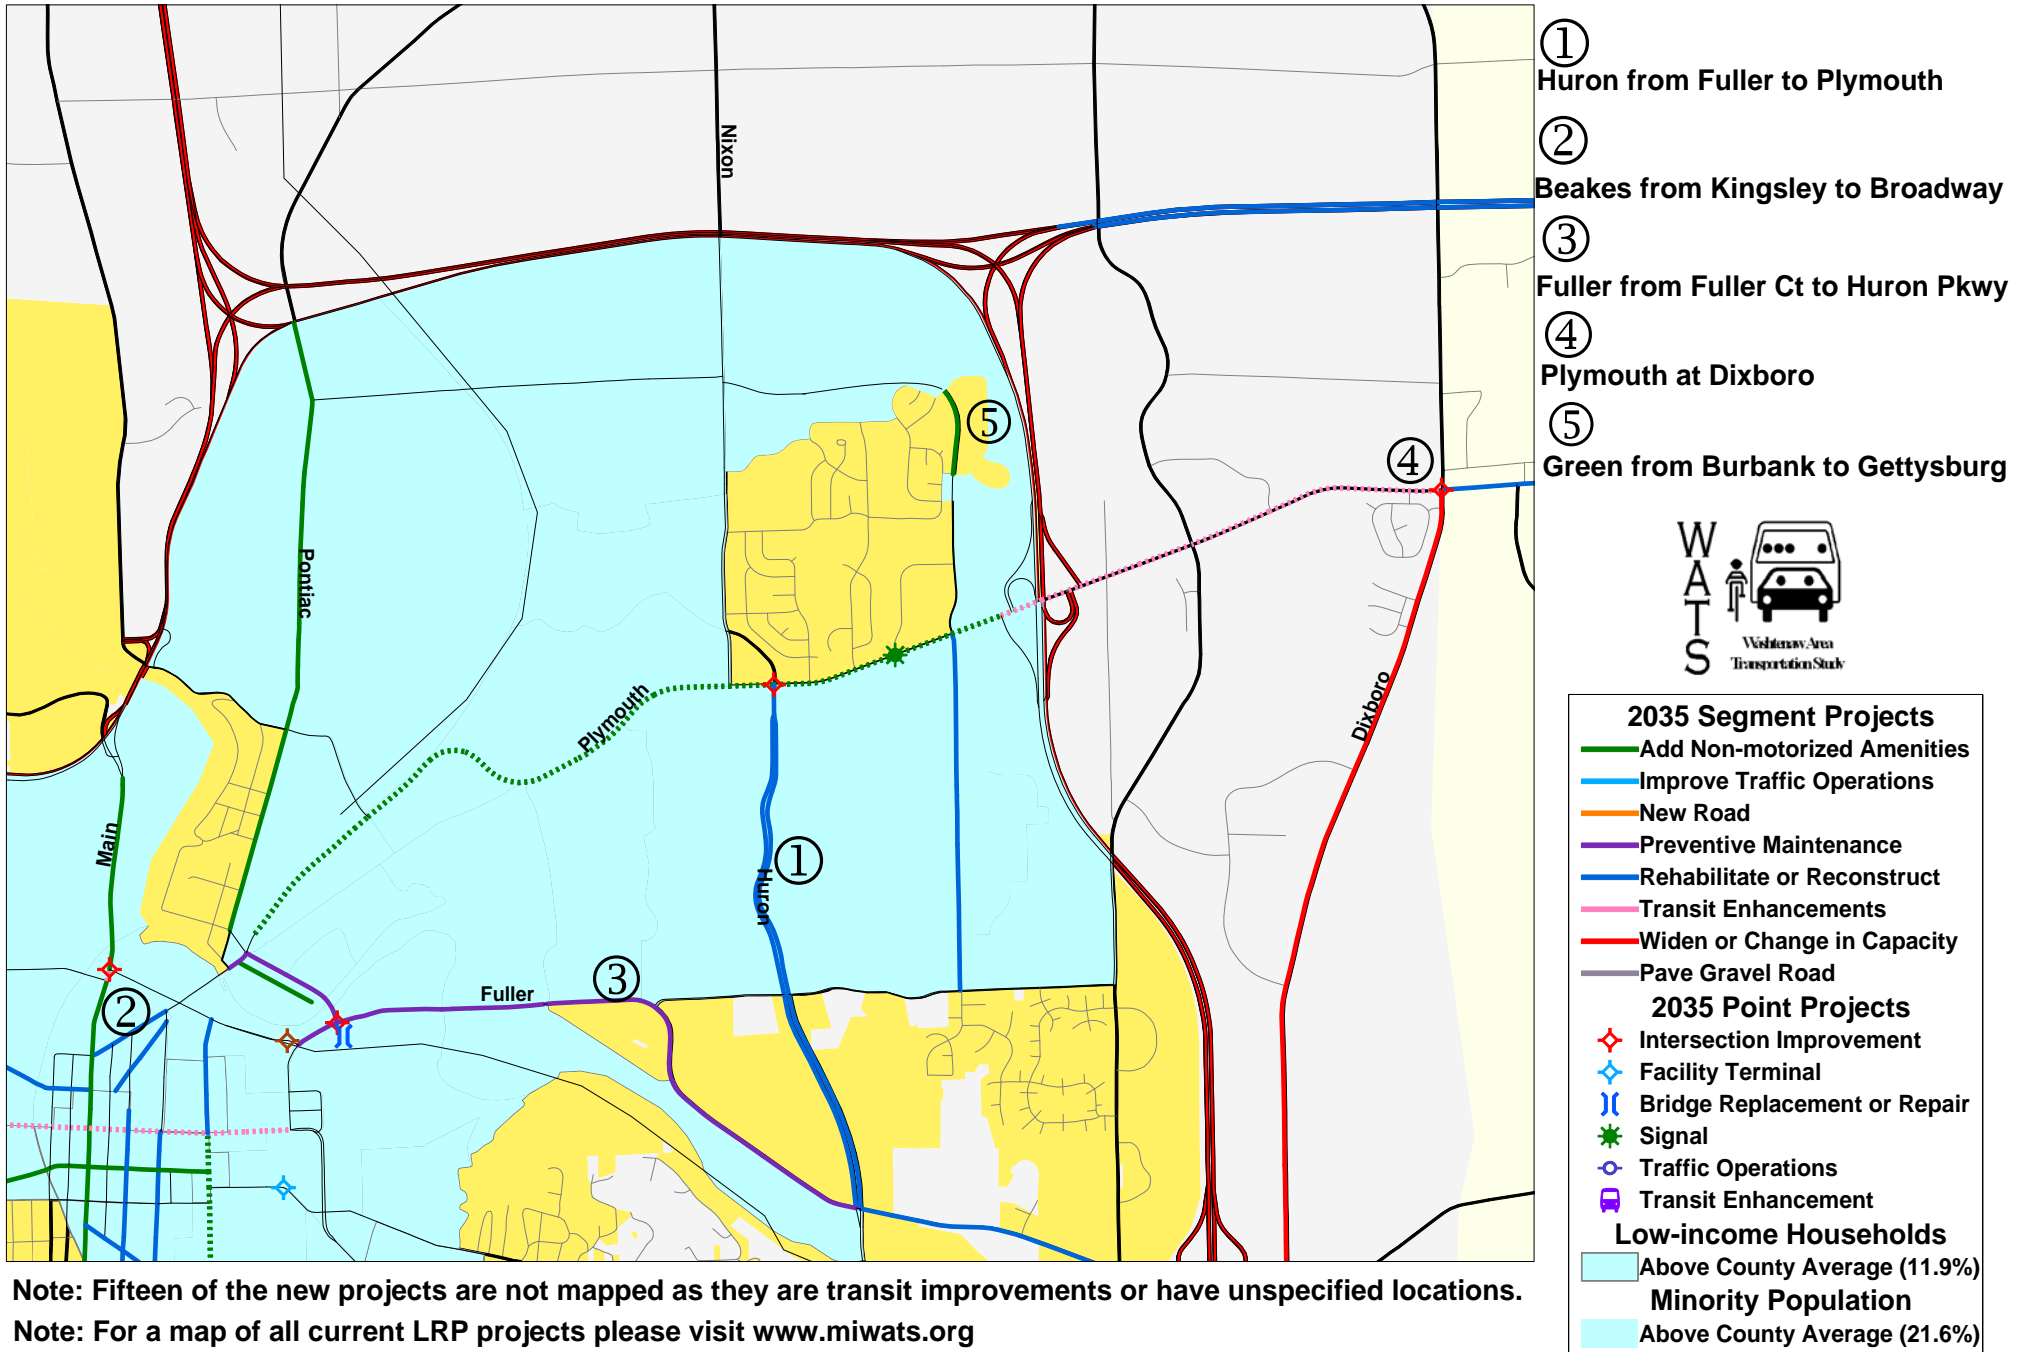 Nixon
Pontiac
Plymouth
Dixboro
Main
Huron
Fuller
①
②
③
④
⑤
①
Huron from Fuller to Plymouth
②
Beakes from Kingsley to Broadway
③
Fuller from Fuller Ct to Huron Pkwy
④
Plymouth at Dixboro
⑤
Green from Burbank to Gettysburg
WATS
Washtenaw Area
Transportation Study
2035 Segment Projects
Add Non-motorized Amenities
Improve Traffic Operations
New Road
Preventive Maintenance
Rehabilitate or Reconstruct
Transit Enhancements
Widen or Change in Capacity
Pave Gravel Road
2035 Point Projects
Intersection Improvement
Facility Terminal
Bridge Replacement or Repair
Signal
Traffic Operations
Transit Enhancement
Low-income Households
Above County Average (11.9%)
Minority Population
Above County Average (21.6%)
Note: Fifteen of the new projects are not mapped as they are transit improvements or have unspecified locations.
Note: For a map of all current LRP projects please visit www.miwats.org